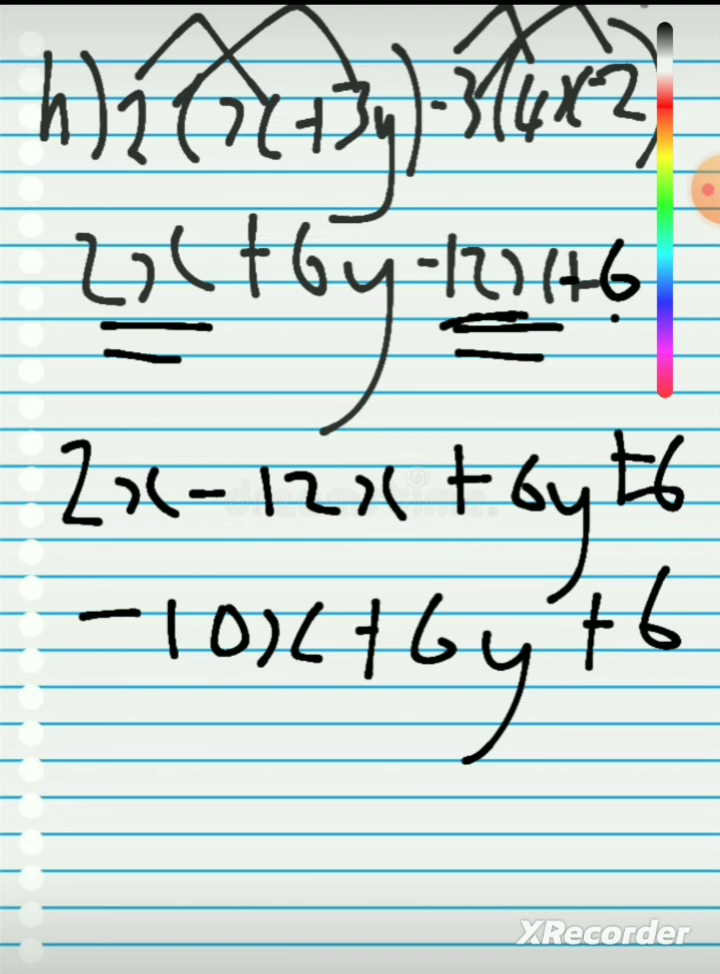 h) 2(x+3y)-3(4x-2)
2x+6y-12x+6
2x-12x+6y+6
-10x+6y+6
XRecorder